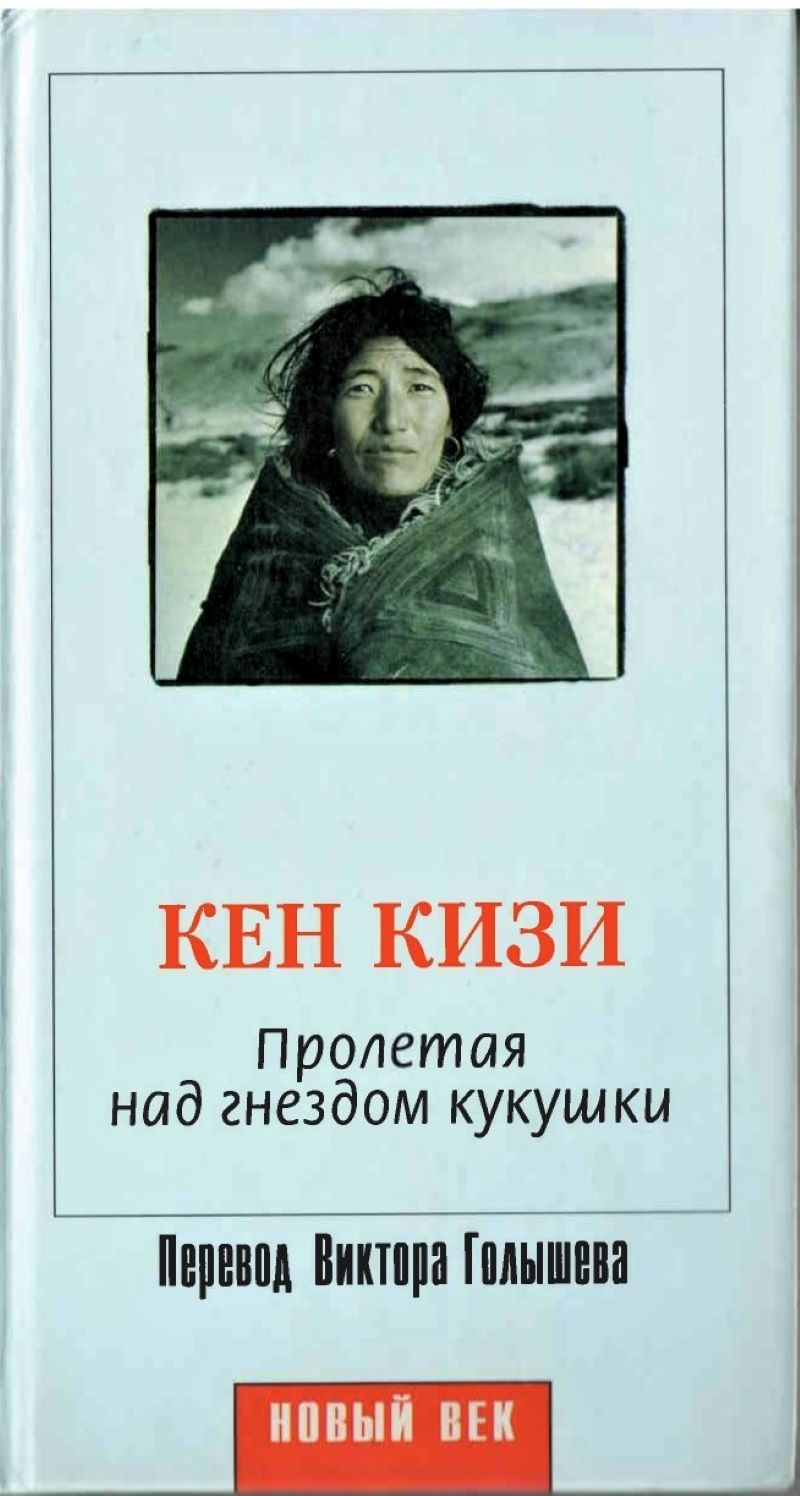 КЕН КИЗИ
Пролетая
над гнездом кукушки
Перевод Виктора Голышева
НОВЫЙ ВЕК